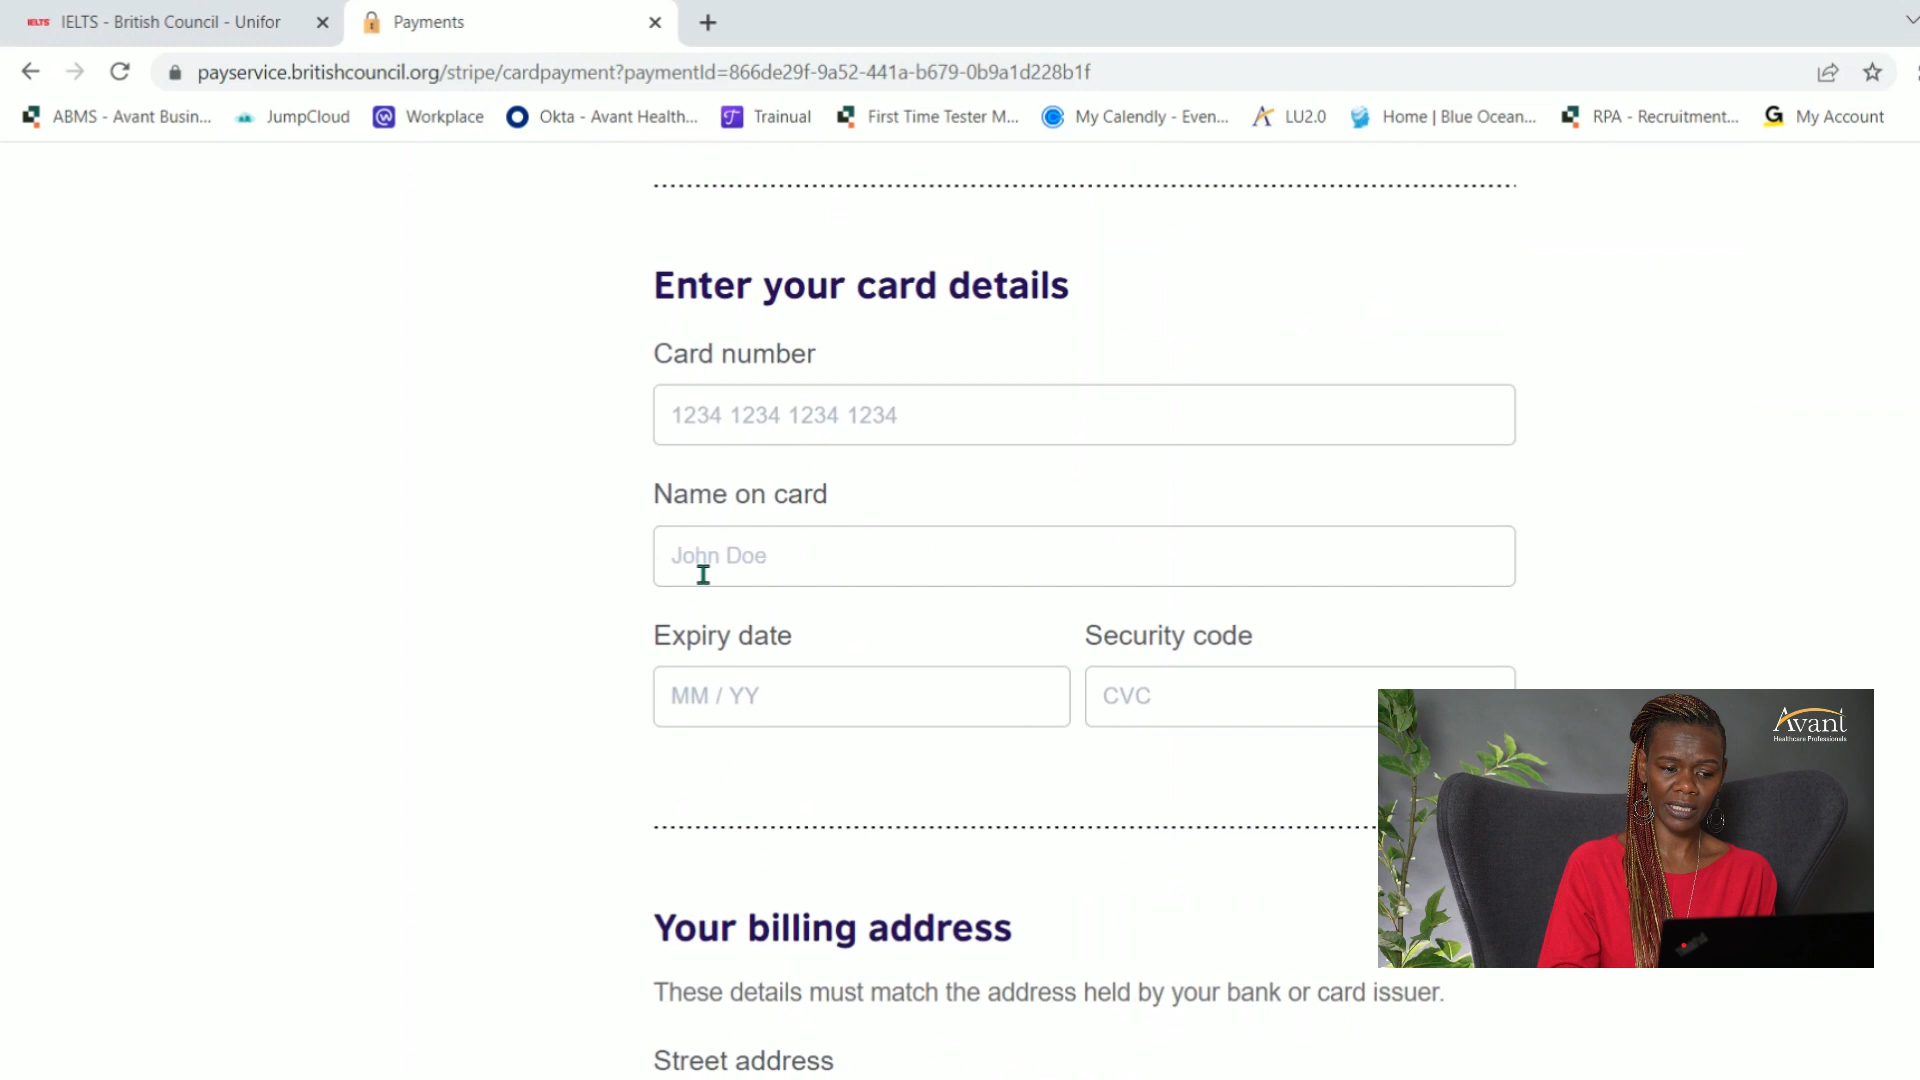 IELTS IELTS - British Council - Unifor
Payments
payservice.britishcouncil.org/stripe/cardpayment?paymentId=866de29f-9a52-441a-b679-0b9a1d228b1f
ABMS - Avant Busin... JumpCloud Workplace Okta - Avant Health... Trainual First Time Tester M... My Calendly - Even... LU2.0 Home | Blue Ocean... RPA - Recruitment... My Account
Enter your card details
Card number
1234 1234 1234 1234
Name on card
John Doe
Expiry date Security code
MM / YY CVC
Avant
Healthcare Professionals
Your billing address
These details must match the address held by your bank or card issuer.
Street address